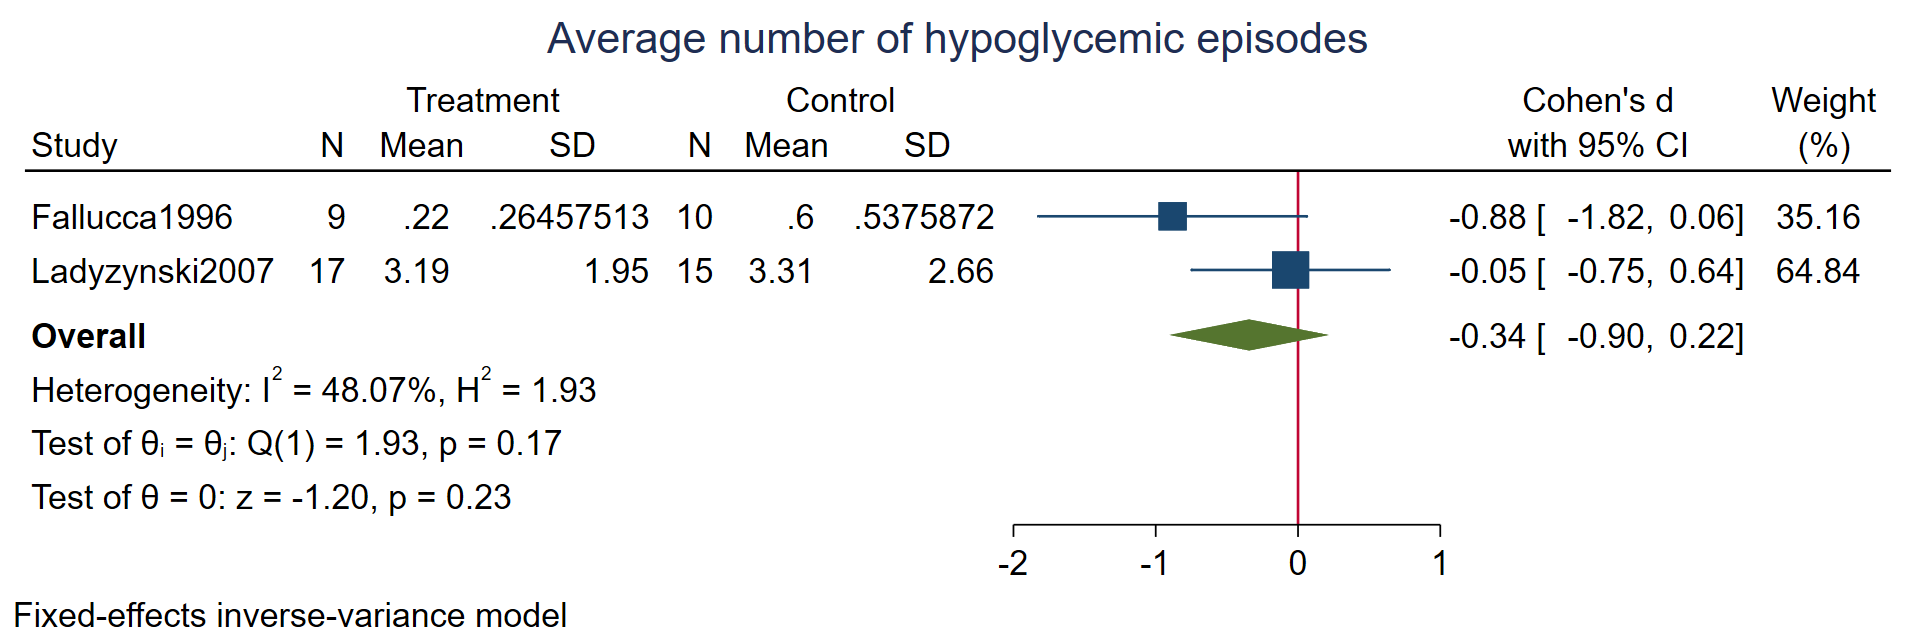 Average number of hypoglycemic episodes
Treatment Control Cohen's d Weight
Study N Mean SD N Mean SD with 95% CI (%)
Fallucca1996 9 .22 .26457513 10 .6 .5375872 -0.88 [ -1.82, 0.06] 35.16
Ladyzynski2007 17 3.19 1.95 15 3.31 2.66 -0.05 [ -0.75, 0.64] 64.84
Overall -0.34 [ -0.90, 0.22]
Heterogeneity: I² = 48.07%, H² = 1.93
Test of θᵢ = θⱼ: Q(1) = 1.93, p = 0.17
Test of θ = 0: z = -1.20, p = 0.23
-2 -1 0 1
Fixed-effects inverse-variance model